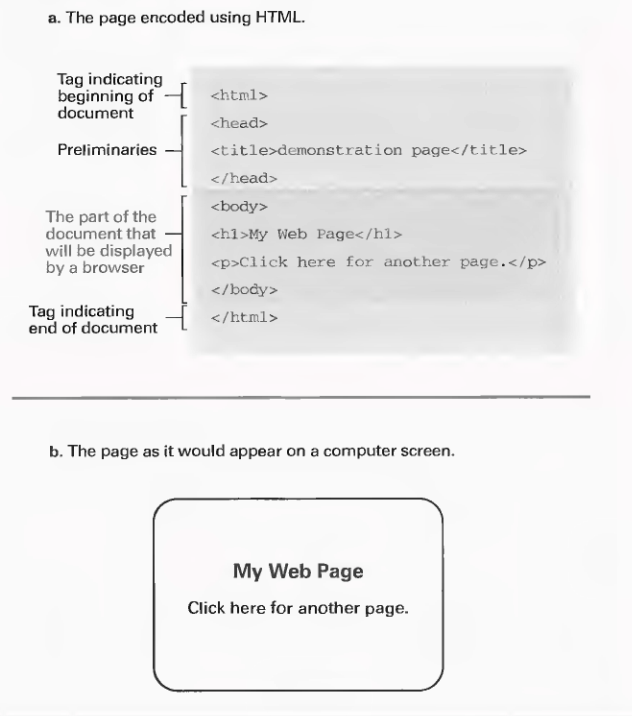 a. The page encoded using HTML.
Tag indicating
beginning of
document
<html>
<head>
Preliminaries
<title>demonstration page</title>
</head>
<body>
The part of the
document that
will be displayed
by a browser
<h1>My Web Page</h1>
<p>Click here for another page.</p>
</body>
Tag indicating
end of document
</html>
b. The page as it would appear on a computer screen.
My Web Page
Click here for another page.